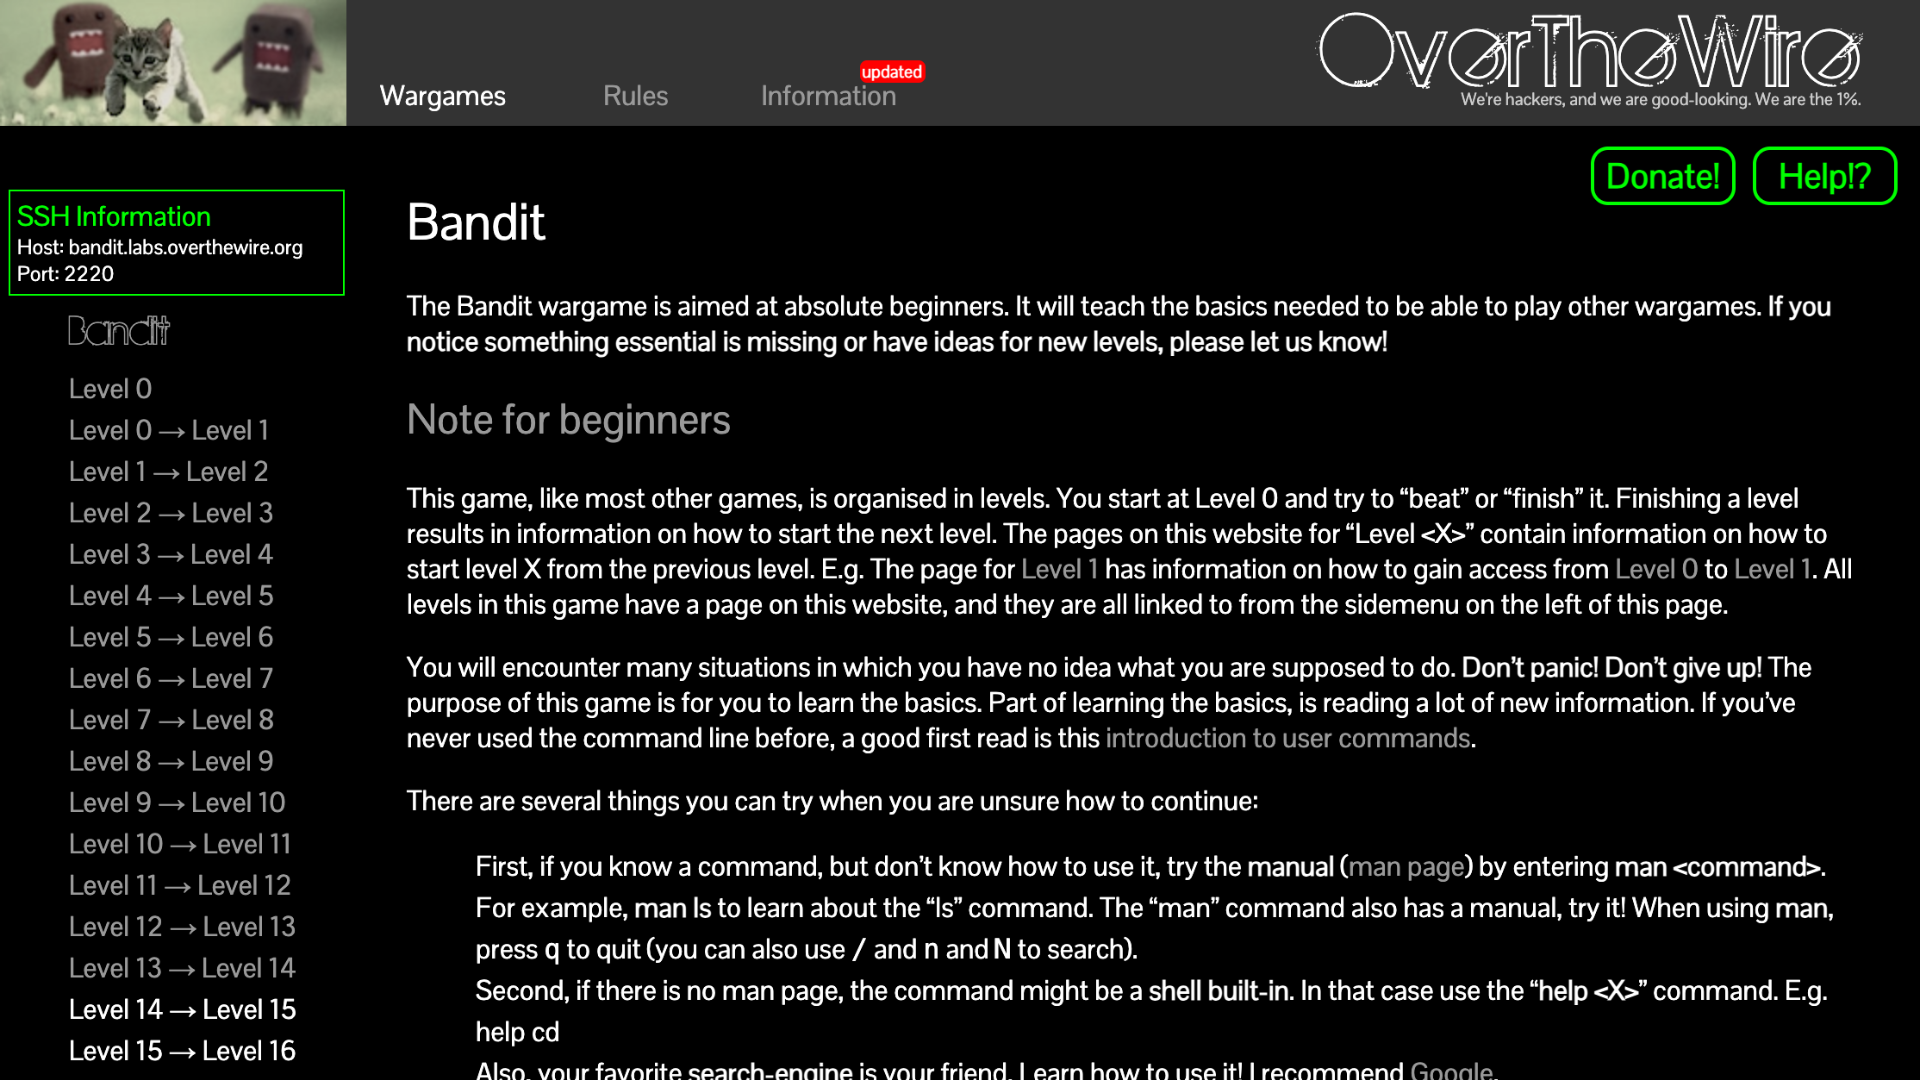 Wargames
Rules
Information
updated
OverTheWire
We're hackers, and we are good-looking. We are the 1%.
Donate!
Help!?
SSH Information
Host: bandit.labs.overthewire.org
Port: 2220
Bandit
Level 0
Level 0 → Level 1
Level 1 → Level 2
Level 2 → Level 3
Level 3 → Level 4
Level 4 → Level 5
Level 5 → Level 6
Level 6 → Level 7
Level 7 → Level 8
Level 8 → Level 9
Level 9 → Level 10
Level 10 → Level 11
Level 11 → Level 12
Level 12 → Level 13
Level 13 → Level 14
Level 14 → Level 15
Level 15 → Level 16
Bandit
The Bandit wargame is aimed at absolute beginners. It will teach the basics needed to be able to play other wargames. If you
notice something essential is missing or have ideas for new levels, please let us know!
Note for beginners
This game, like most other games, is organised in levels. You start at Level 0 and try to “beat” or “finish” it. Finishing a level
results in information on how to start the next level. The pages on this website for “Level <X>” contain information on how to
start level X from the previous level. E.g. The page for Level 1 has information on how to gain access from Level 0 to Level 1. All
levels in this game have a page on this website, and they are all linked to from the sidemenu on the left of this page.
You will encounter many situations in which you have no idea what you are supposed to do. Don’t panic! Don’t give up! The
purpose of this game is for you to learn the basics. Part of learning the basics, is reading a lot of new information. If you’ve
never used the command line before, a good first read is this introduction to user commands.
There are several things you can try when you are unsure how to continue:
First, if you know a command, but don’t know how to use it, try the manual (man page) by entering man <command>.
For example, man ls to learn about the “ls” command. The “man” command also has a manual, try it! When using man,
press q to quit (you can also use / and n and N to search).
Second, if there is no man page, the command might be a shell built-in. In that case use the “help <X>” command. E.g.
help cd
Also, your favorite search-engine is your friend. Learn how to use it! I recommend Google.